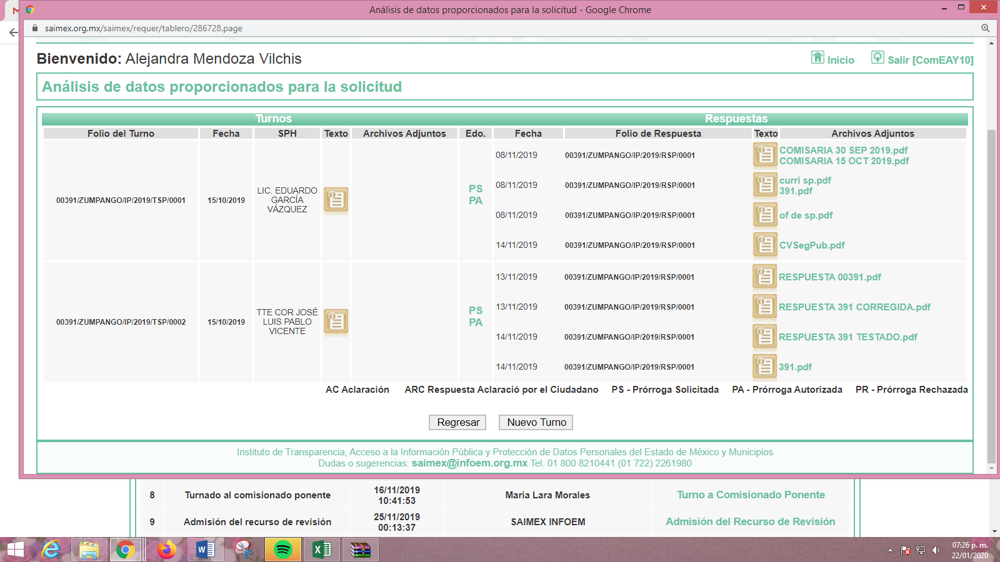 Análisis de datos proporcionados para la solicitud - Google Chrome
saimex.org.mx/saimex/requer/tablero/286728.page
Bienvenido: Alejandra Mendoza Vilchis
Inicio
Salir [ComEAY10]
Análisis de datos proporcionados para la solicitud
Turnos
Respuestas
Folio del Turno Fecha SPH Texto Archivos Adjuntos Edo. Fecha Folio de Respuesta Texto Archivos Adjuntos
00391/ZUMPANGO/IP/2019/TSP/0001
15/10/2019
LIC. EDUARDO
GARCÍA
VÁZQUEZ
PS
PA
08/11/2019 00391/ZUMPANGO/IP/2019/RSP/0001
COMISARIA 30 SEP 2019.pdf
COMISARIA 15 OCT 2019.pdf
08/11/2019 00391/ZUMPANGO/IP/2019/RSP/0001
curri sp.pdf
391.pdf
08/11/2019 00391/ZUMPANGO/IP/2019/RSP/0001 of de sp.pdf
14/11/2019 00391/ZUMPANGO/IP/2019/RSP/0001 CVSegPub.pdf
00391/ZUMPANGO/IP/2019/TSP/0002
15/10/2019
TTE COR JOSÉ
LUIS PABLO
VICENTE
PS
PA
13/11/2019 00391/ZUMPANGO/IP/2019/RSP/0001 RESPUESTA 00391.pdf
13/11/2019 00391/ZUMPANGO/IP/2019/RSP/0001 RESPUESTA 391 CORREGIDA.pdf
14/11/2019 00391/ZUMPANGO/IP/2019/RSP/0001 RESPUESTA 391 TESTADO.pdf
14/11/2019 00391/ZUMPANGO/IP/2019/RSP/0001 391.pdf
AC Aclaración ARC Respuesta Aclaració por el Ciudadano PS - Prórroga Solicitada PA - Prórroga Autorizada PR - Prórroga Rechazada
Regresar
Nuevo Turno
Instituto de Transparencia, Acceso a la Información Pública y Protección de Datos Personales del Estado de México y Municipios
Dudas o sugerencias: saimex@infoem.org.mx Tel. 01 800 8210441 (01 722) 2261980
8 Turnado al comisionado ponente
16/11/2019
10:41:53
Maria Lara Morales
Turno a Comisionado Ponente
9 Admisión del recurso de revisión
25/11/2019
00:13:37
SAIMEX INFOEM
Admisión del Recurso de Revisión
07:26 p. m.
22/01/2020